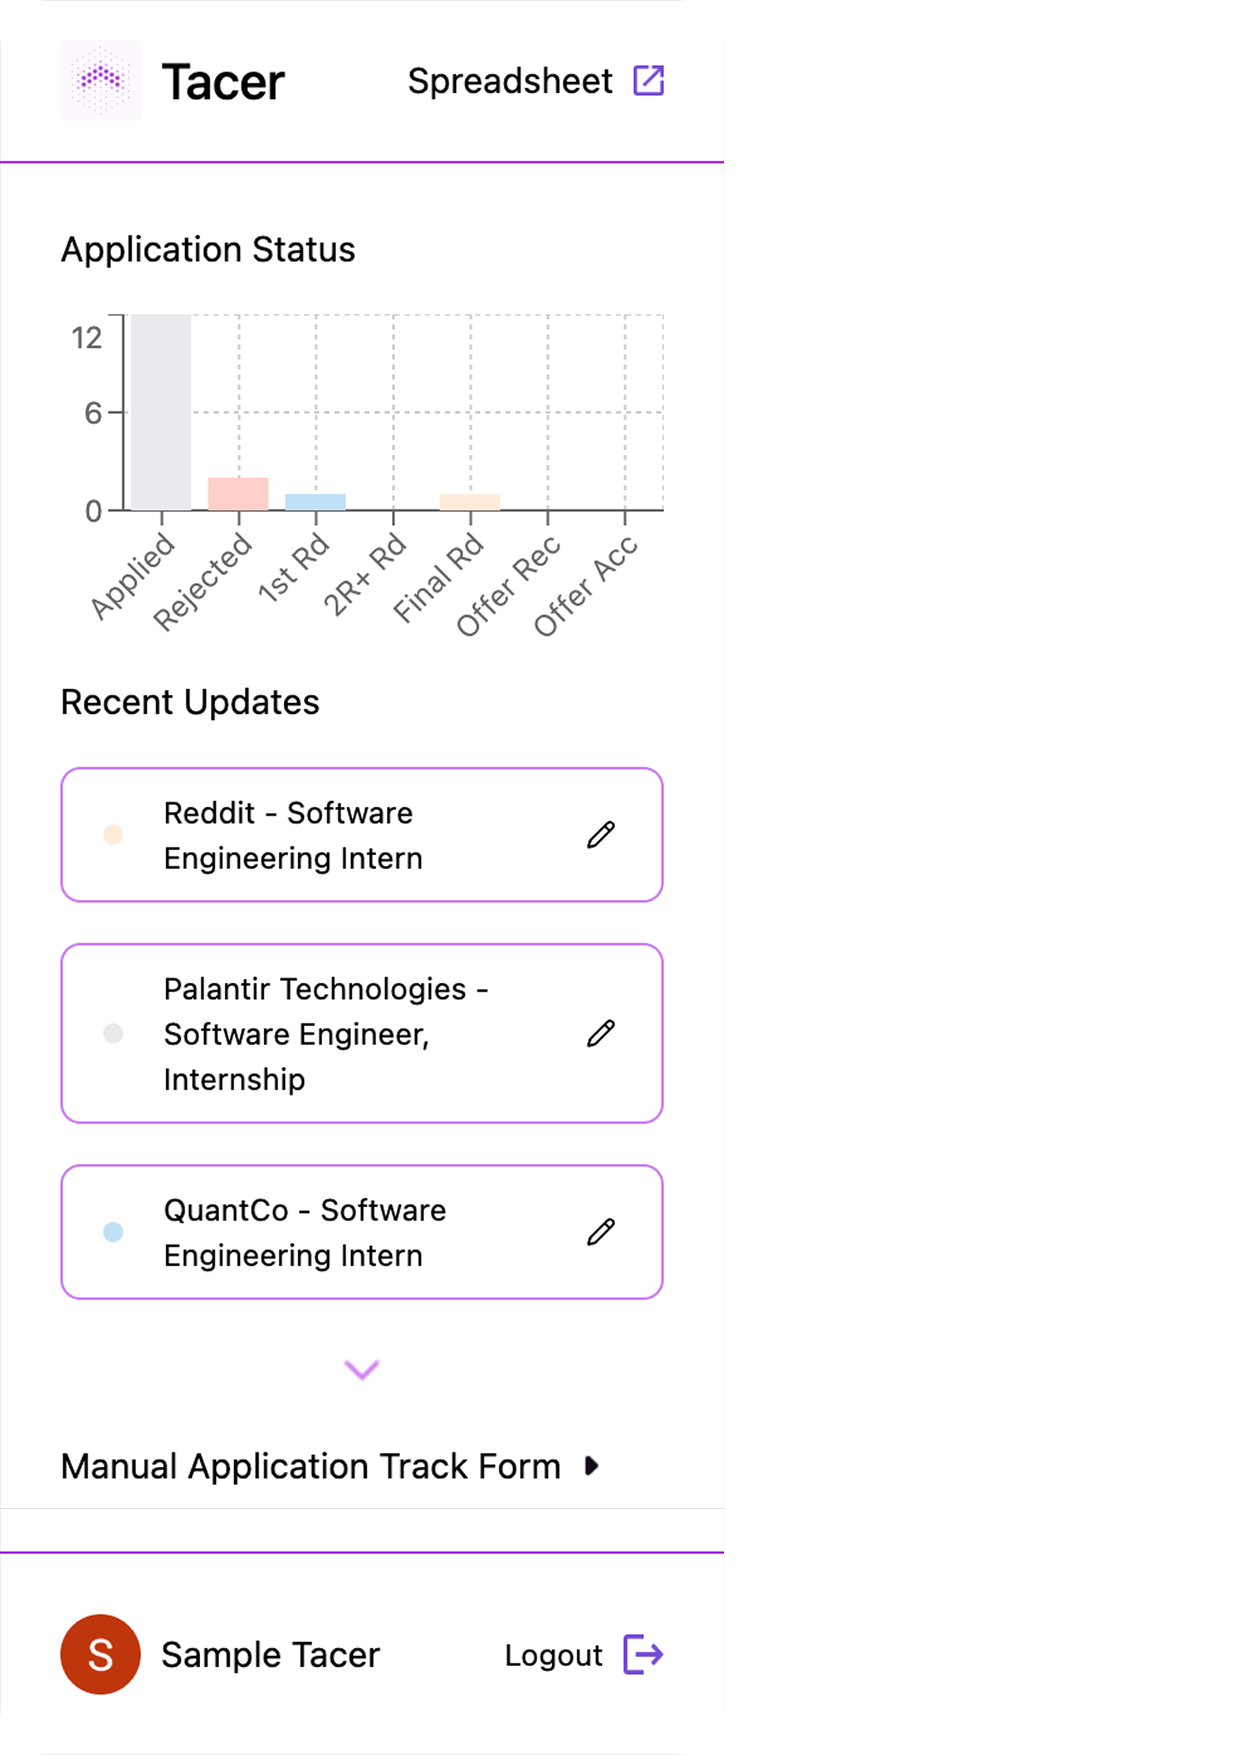 Tacer
Spreadsheet
Application Status
12
6
0
Applied
Rejected
1st Rd
2R+ Rd
Final Rd
Offer Rec
Offer Acc
Recent Updates
Reddit - Software
Engineering Intern
Palantir Technologies -
Software Engineer,
Internship
QuantCo - Software
Engineering Intern
Manual Application Track Form
S
Sample Tacer
Logout